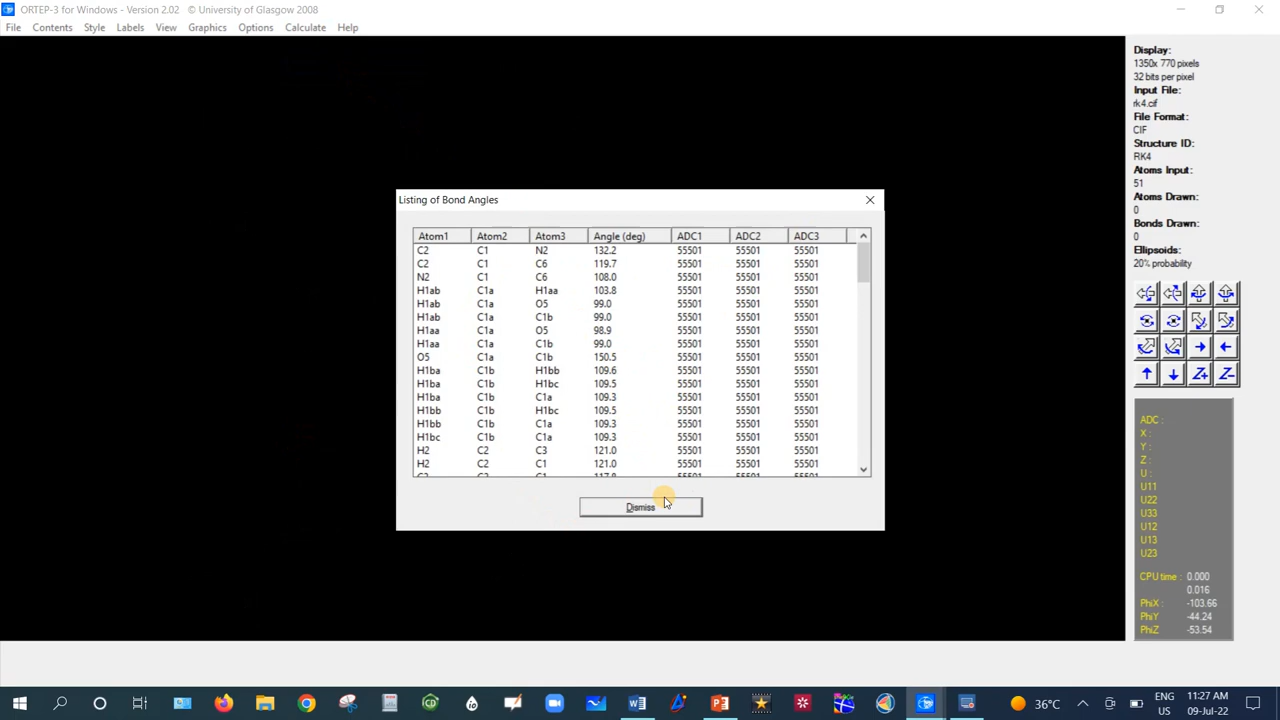 ORTEP-3 for Windows - Version 2.02 © University of Glasgow 2008
File Contents Style Labels View Graphics Options Calculate Help
Listing of Bond Angles
Atom1 Atom2 Atom3 Angle (deg) ADC1 ADC2 ADC3
C2 C1 N2 132.2 55501 55501 55501
C2 C1 C6 119.7 55501 55501 55501
N2 C1 C6 108.0 55501 55501 55501
H1ab C1a H1aa 103.8 55501 55501 55501
H1ab C1a O5 99.0 55501 55501 55501
H1ab C1a C1b 99.0 55501 55501 55501
H1aa C1a O5 98.9 55501 55501 55501
H1aa C1a C1b 99.0 55501 55501 55501
O5 C1a C1b 150.5 55501 55501 55501
H1ba C1b H1bb 109.6 55501 55501 55501
H1ba C1b H1bc 109.5 55501 55501 55501
H1ba C1b C1a 109.3 55501 55501 55501
H1bb C1b H1bc 109.5 55501 55501 55501
H1bb C1b C1a 109.3 55501 55501 55501
H1bc C1b C1a 109.3 55501 55501 55501
H2 C2 C3 121.0 55501 55501 55501
H2 C2 C1 121.0 55501 55501 55501
Dismiss
Display:
1350x 770 pixels
32 bits per pixel
Input File:
rk4.cif
File Format:
CIF
Structure ID:
RK4
Atoms Input:
51
Atoms Drawn:
0
Bonds Drawn:
0
Ellipsoids:
20% probability
Z+ Z-
ADC :
X :
Y :
Z :
U :
U11
U22
U33
U12
U13
U23
CPU time : 0.000
0.016
PhiX : -103.66
PhiY -44.24
PhiZ -53.54
36°C
ENG
US
11:27 AM
09-Jul-22